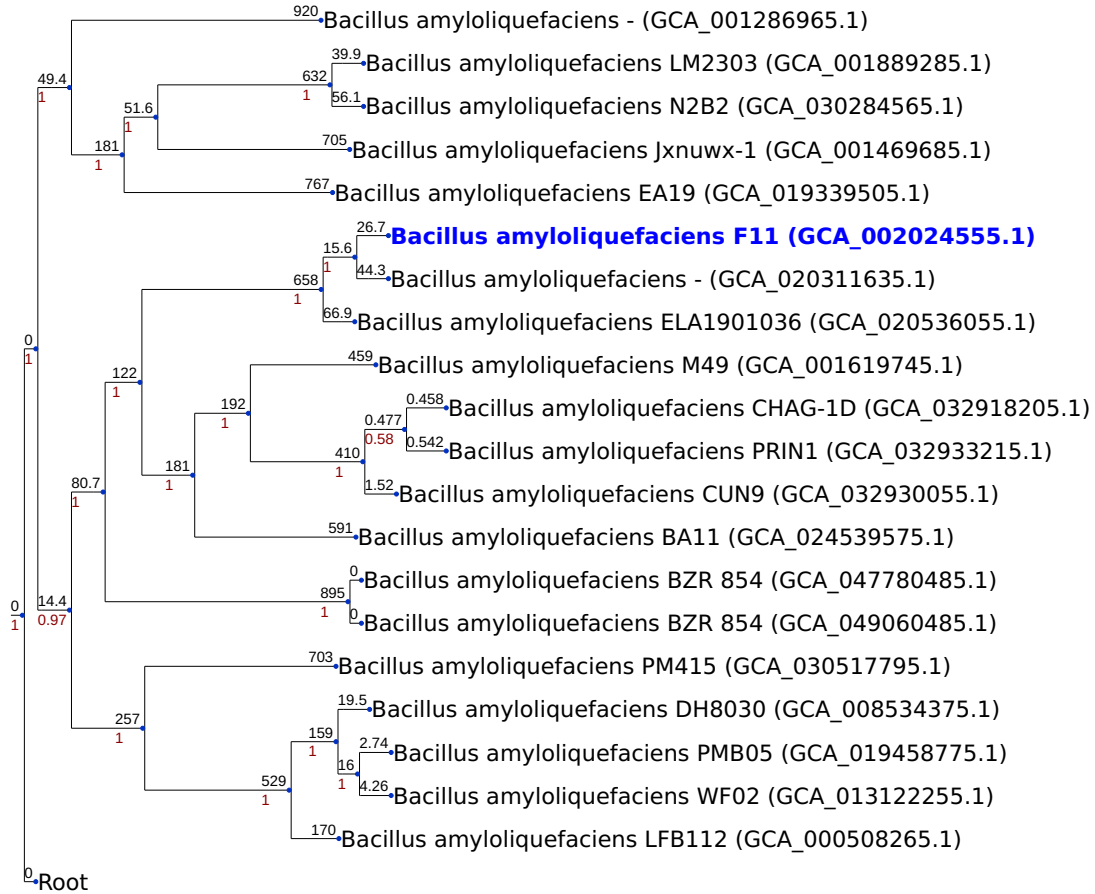 920
Bacillus amyloliquefaciens - (GCA_001286965.1)
39.9
Bacillus amyloliquefaciens LM2303 (GCA_001889285.1)
49.4
632
1
1
56.1
Bacillus amyloliquefaciens N2B2 (GCA_030284565.1)
51.6
1
705
Bacillus amyloliquefaciens Jxnuwx-1 (GCA_001469685.1)
181
1
767
Bacillus amyloliquefaciens EA19 (GCA_019339505.1)
26.7
Bacillus amyloliquefaciens F11 (GCA_002024555.1)
15.6
1
44.3
Bacillus amyloliquefaciens - (GCA_020311635.1)
658
1
66.9
Bacillus amyloliquefaciens ELA1901036 (GCA_020536055.1)
0
1
459
Bacillus amyloliquefaciens M49 (GCA_001619745.1)
122
1
0.458
Bacillus amyloliquefaciens CHAG-1D (GCA_032918205.1)
192
1
0.477
0.58
0.542
Bacillus amyloliquefaciens PRIN1 (GCA_032933215.1)
410
1
181
1
1.52
Bacillus amyloliquefaciens CUN9 (GCA_032930055.1)
80.7
1
591
Bacillus amyloliquefaciens BA11 (GCA_024539575.1)
0
Bacillus amyloliquefaciens BZR 854 (GCA_047780485.1)
895
1
0
Bacillus amyloliquefaciens BZR 854 (GCA_049060485.1)
0
1
14.4
0.97
703
Bacillus amyloliquefaciens PM415 (GCA_030517795.1)
257
1
19.5
Bacillus amyloliquefaciens DH8030 (GCA_008534375.1)
159
1
2.74
Bacillus amyloliquefaciens PMB05 (GCA_019458775.1)
16
1
4.26
Bacillus amyloliquefaciens WF02 (GCA_013122255.1)
529
1
170
Bacillus amyloliquefaciens LFB112 (GCA_000508265.1)
0
Root